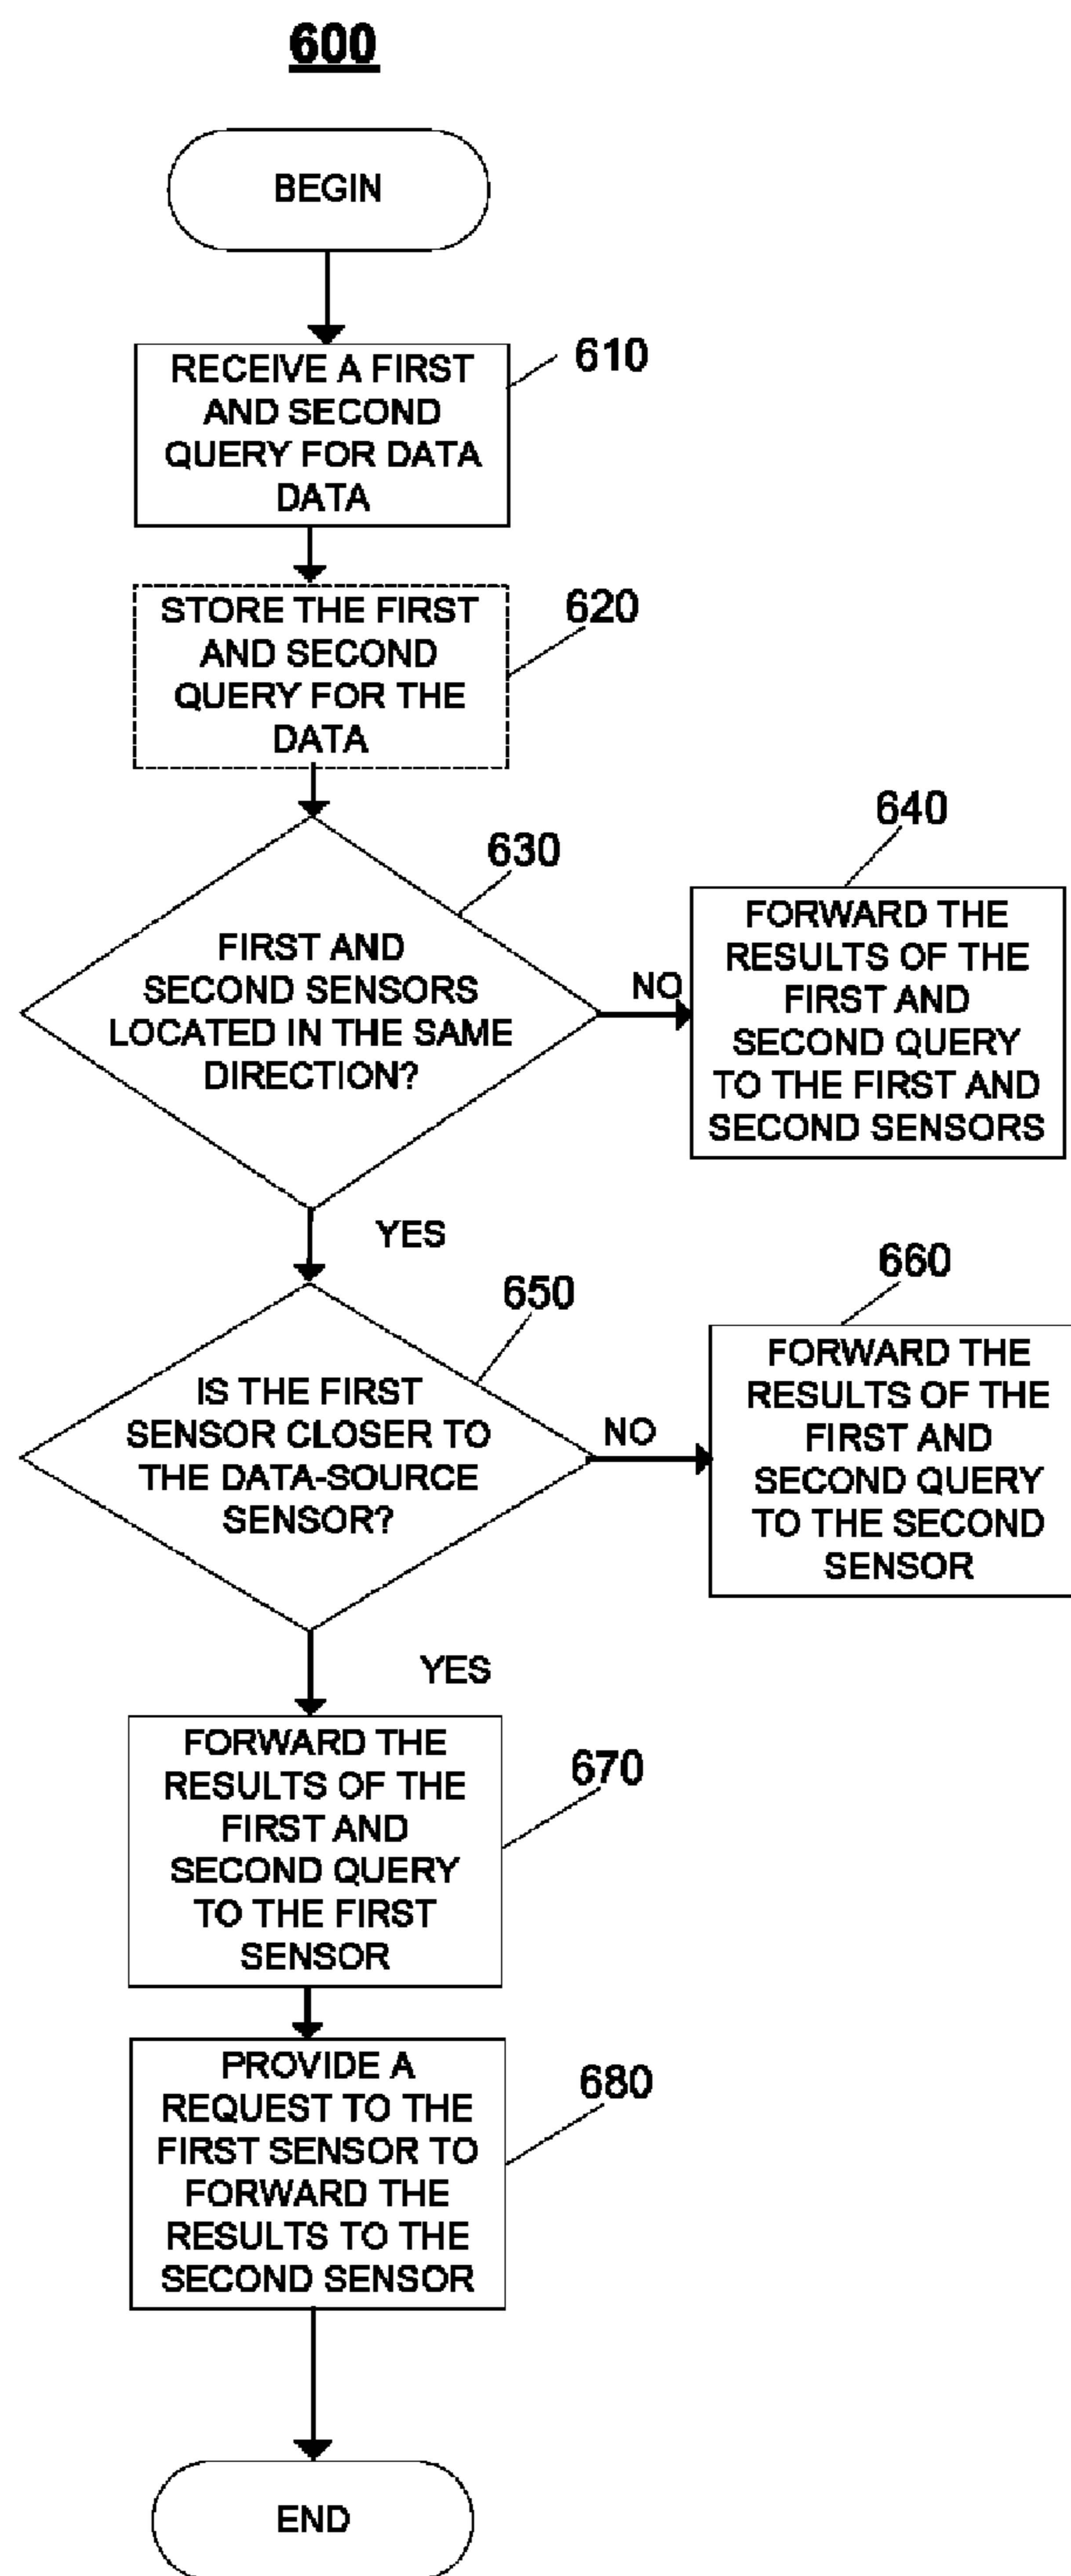 600
BEGIN
RECEIVE A FIRST
AND SECOND
QUERY FOR DATA
DATA
610
STORE THE FIRST
AND SECOND
QUERY FOR THE
DATA
620
630
FIRST AND
SECOND SENSORS
LOCATED IN THE SAME
DIRECTION?
NO
640
FORWARD THE
RESULTS OF THE
FIRST AND
SECOND QUERY
TO THE FIRST AND
SECOND SENSORS
YES
650
IS THE FIRST
SENSOR CLOSER TO
THE DATA-SOURCE
SENSOR?
NO
660
FORWARD THE
RESULTS OF THE
FIRST AND
SECOND QUERY
TO THE SECOND
SENSOR
YES
FORWARD THE
RESULTS OF THE
FIRST AND
SECOND QUERY
TO THE FIRST
SENSOR
670
PROVIDE A
REQUEST TO THE
FIRST SENSOR TO
FORWARD THE
RESULTS TO THE
SECOND SENSOR
680
END